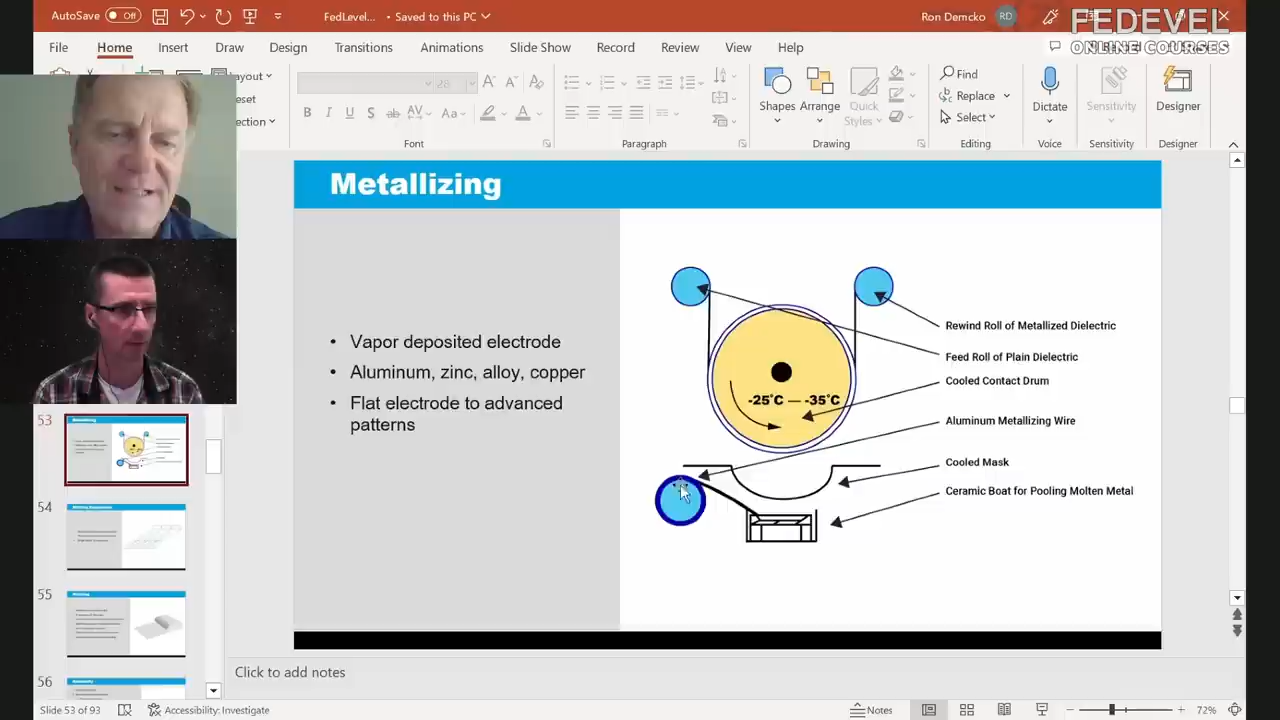 AutoSave Off FedLevel... • Saved to this PC Ron Demcko RD
FEDEVEL
ONLINE COURSES
File Home Insert Draw Design Transitions Animations Slide Show Record Review View Help
28
Find
Replace
Select
Shapes Arrange Quick Styles
Dictate Sensitivity Designer
Font Paragraph Drawing Editing Voice Sensitivity Designer
Metallizing
• Vapor deposited electrode
• Aluminum, zinc, alloy, copper
• Flat electrode to advanced
patterns
-25°C — -35°C
Rewind Roll of Metallized Dielectric
Feed Roll of Plain Dielectric
Cooled Contact Drum
Aluminum Metallizing Wire
Cooled Mask
Ceramic Boat for Pooling Molten Metal
53
54
55
56
Click to add notes
Slide 53 of 93 Accessibility: Investigate Notes 72%